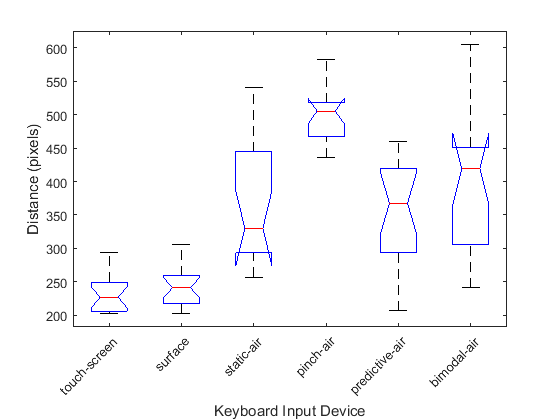 Distance (pixels)
600
550
500
450
400
350
300
250
200
touch-screen
surface
static-air
pinch-air
predictive-air
bimodal-air
Keyboard Input Device